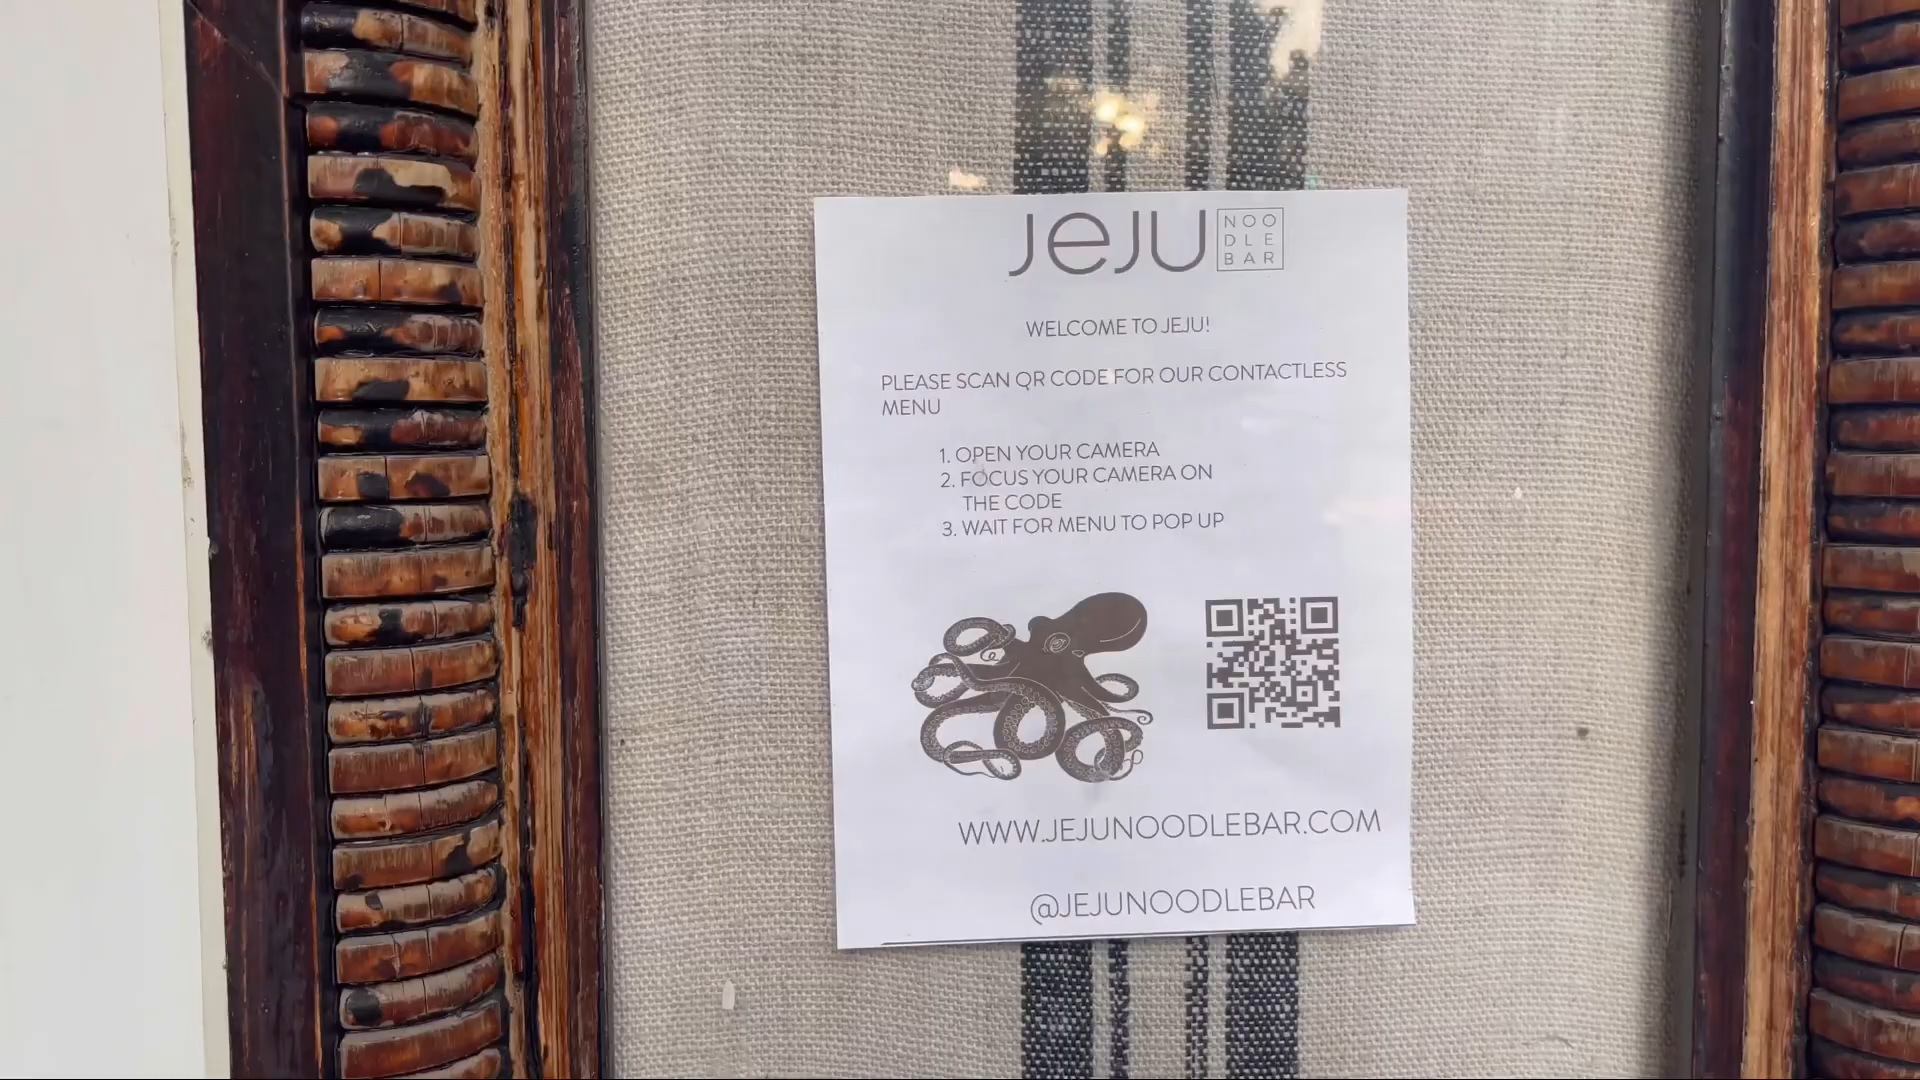 JEJU
NOO
DLE
BAR
WELCOME TO JEJU!
PLEASE SCAN QR CODE FOR OUR CONTACTLESS
MENU
1. OPEN YOUR CAMERA
2. FOCUS YOUR CAMERA ON
THE CODE
3. WAIT FOR MENU TO POP UP
WWW.JEJUNOODLEBAR.COM
@JEJUNOODLEBAR